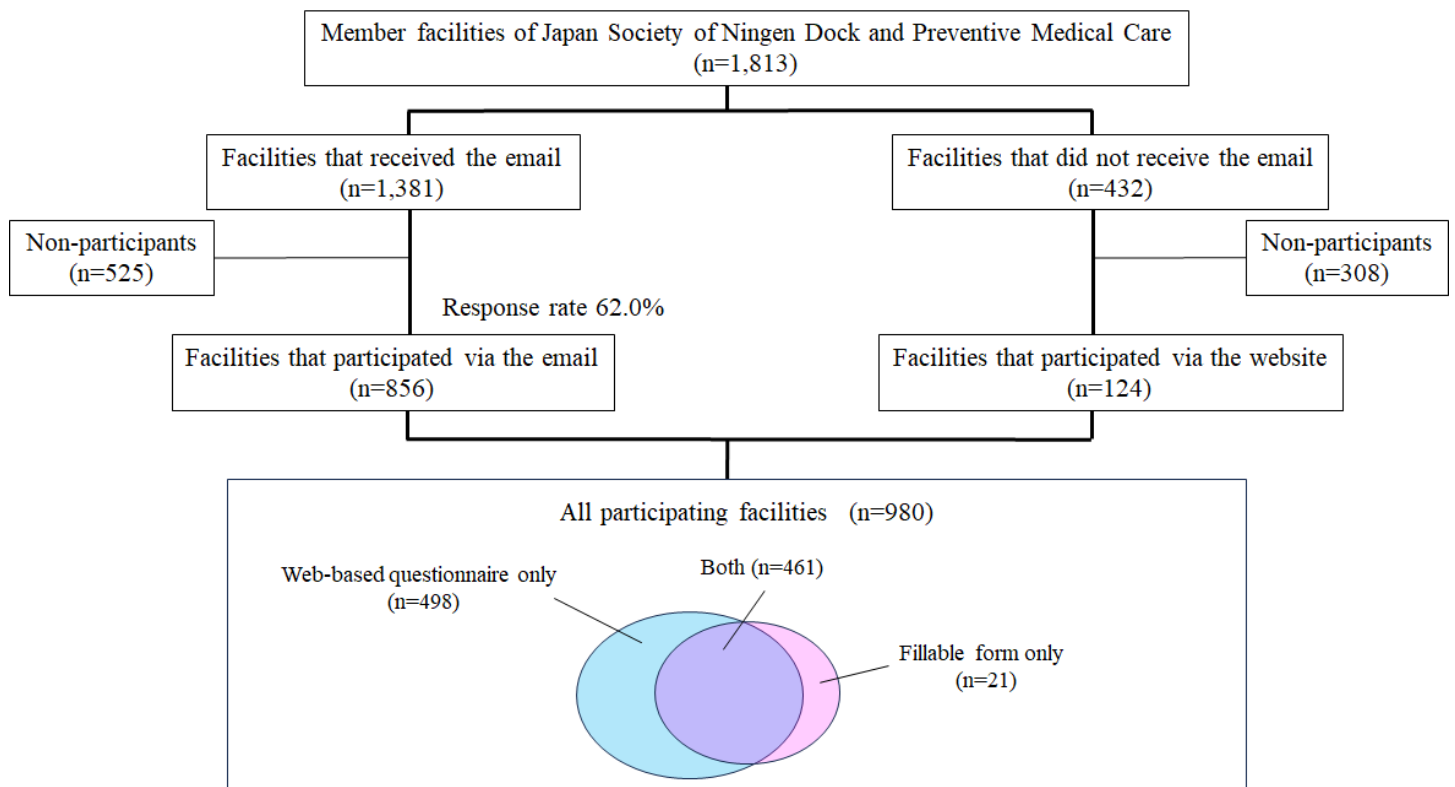 Member facilities of Japan Society of Ningen Dock and Preventive Medical Care
(n=1,813)
Facilities that received the email
(n=1,381)
Facilities that did not receive the email
(n=432)
Non-participants
(n=525)
Non-participants
(n=308)
Response rate 62.0%
Facilities that participated via the email
(n=856)
Facilities that participated via the website
(n=124)
All participating facilities (n=980)
Web-based questionnaire only
(n=498)
Both (n=461)
Fillable form only
(n=21)